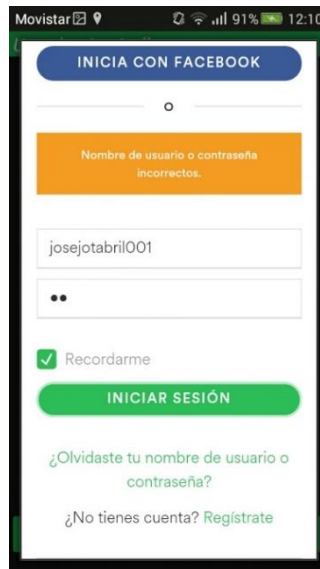 Movistar 91% 12:10
INICIA CON FACEBOOK
O
Nombre de usuario o contraseña
incorrectos.
josejotabril001
••
Recordarme
INICIAR SESIÓN
¿Olvidaste tu nombre de usuario o
contraseña?
¿No tienes cuenta? Regístrate